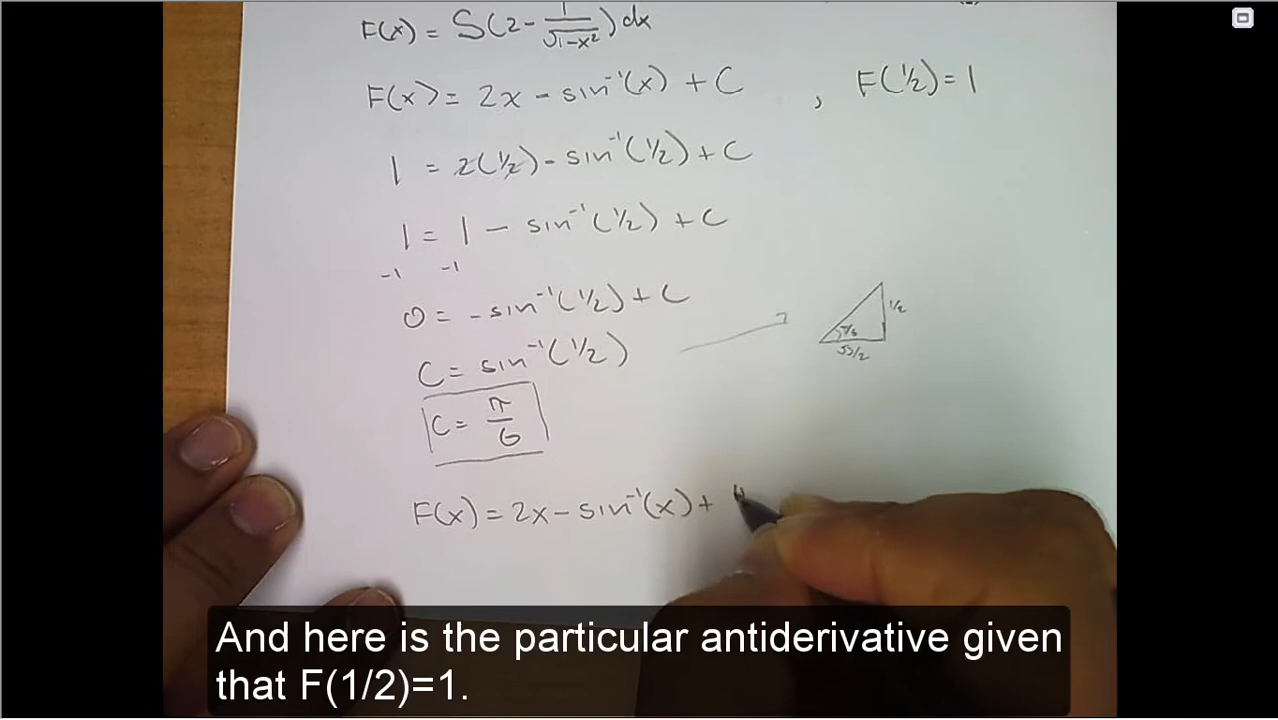 F(x) = S(2 - 1/√1-x²) dx
F(x) = 2x - sin⁻¹(x) + C , F(1/2) = 1
1 = 2(1/2) - sin⁻¹(1/2) + C
1 = 1 - sin⁻¹(1/2) + C
-1 -1
0 = - sin⁻¹(1/2) + C
1/2
π/6
√3/2
C = sin⁻¹(1/2)
C = π/6
F(x) = 2x - sin⁻¹(x) +
And here is the particular antiderivative given
that F(1/2)=1.